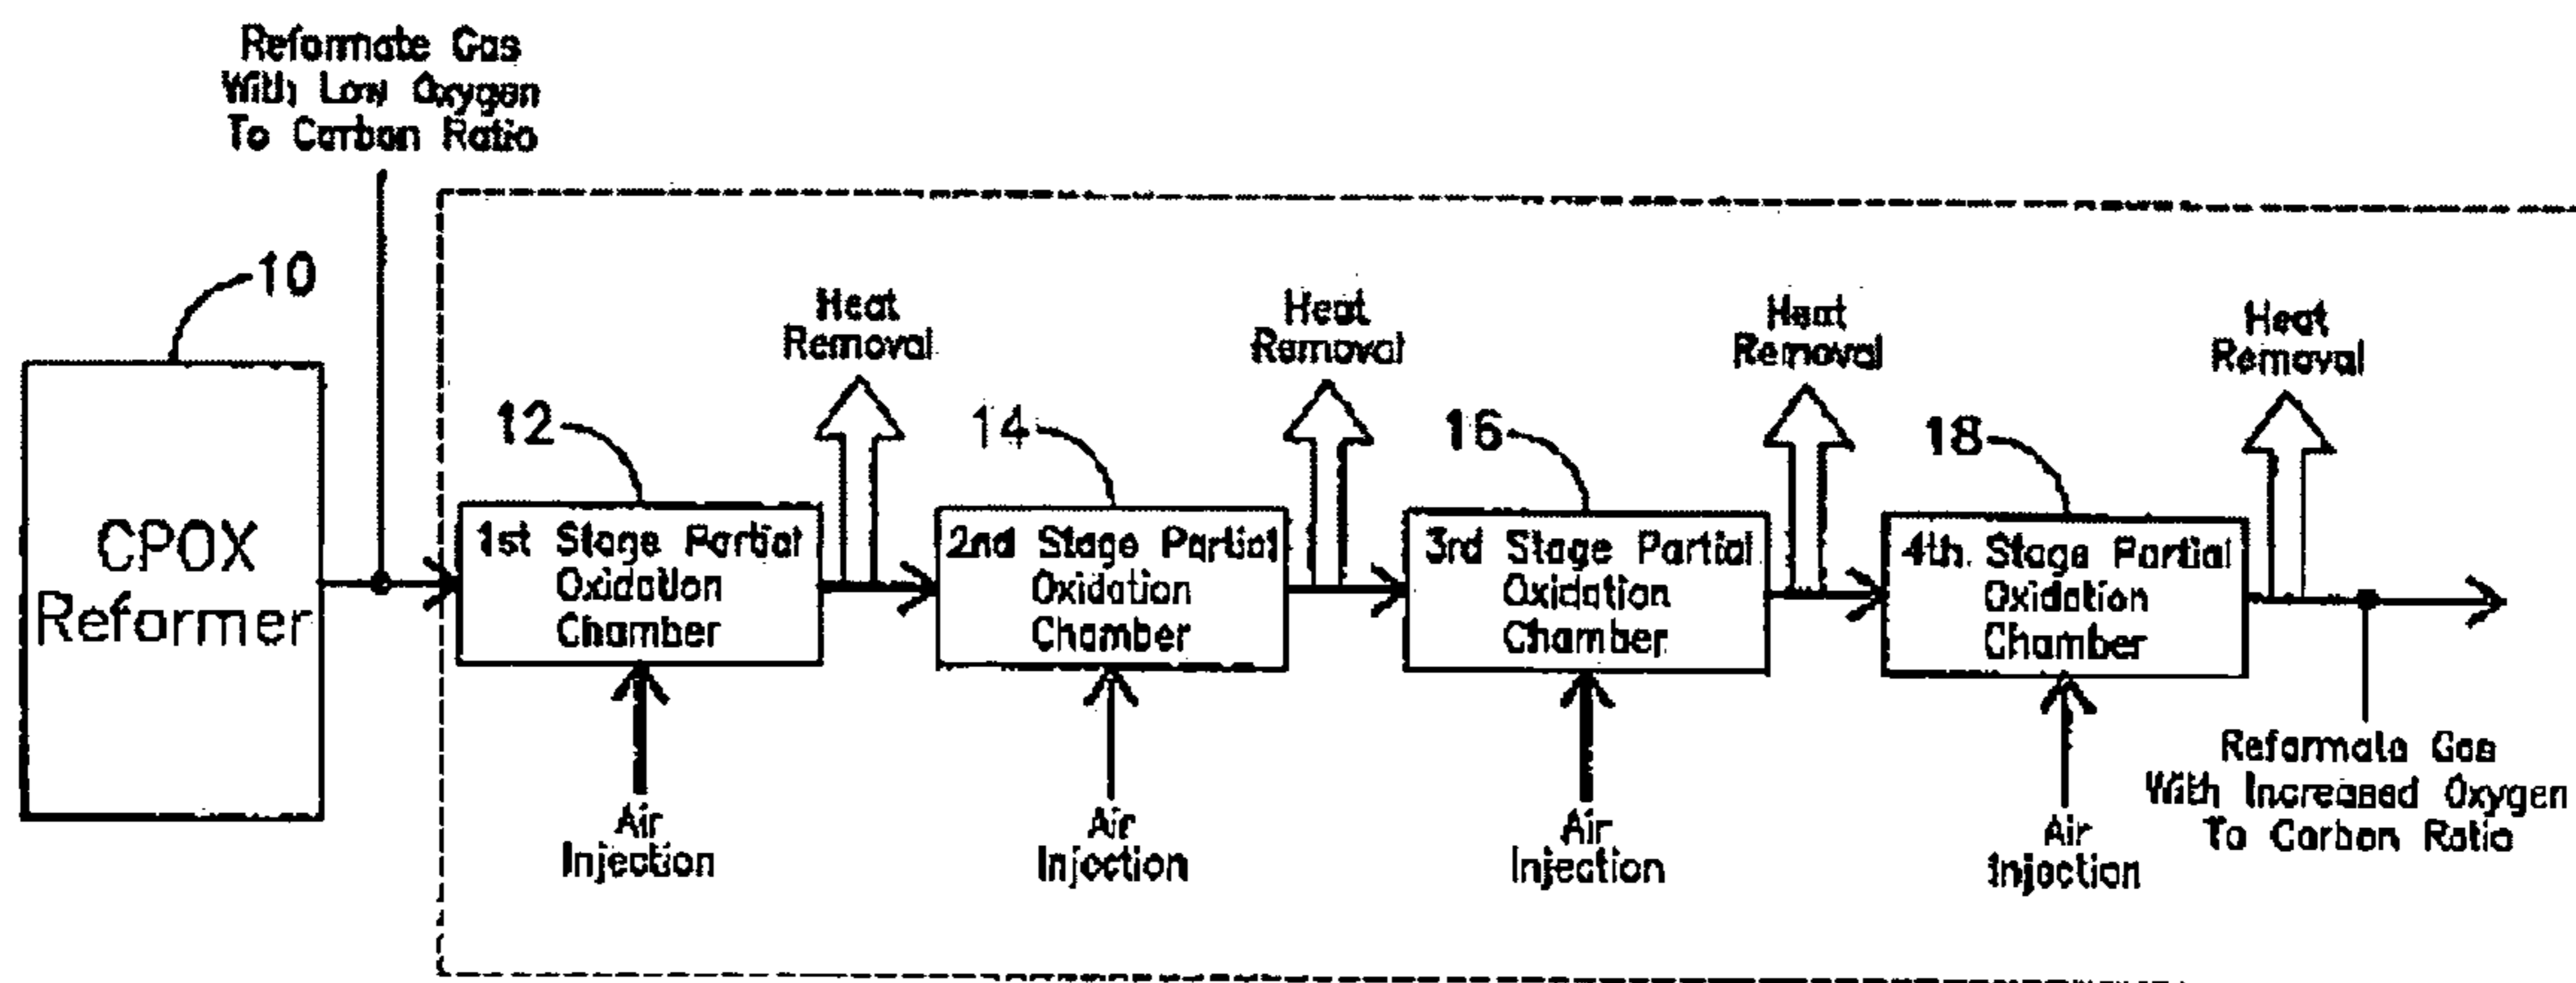 Reformate Gas
With Low Oxygen
To Carbon Ratio
10
CPOX
Reformer
Heat
Removal
Heat
Removal
Heat
Removal
Heat
Removal
12
14
16
18
1st Stage Partial
Oxidation
Chamber
2nd Stage Partial
Oxidation
Chamber
3rd Stage Partial
Oxidation
Chamber
4th. Stage Partial
Oxidation
Chamber
Air
Injection
Air
Injection
Air
Injection
Air
Injection
Reformate Gas
With Increased Oxygen
To Carbon Ratio